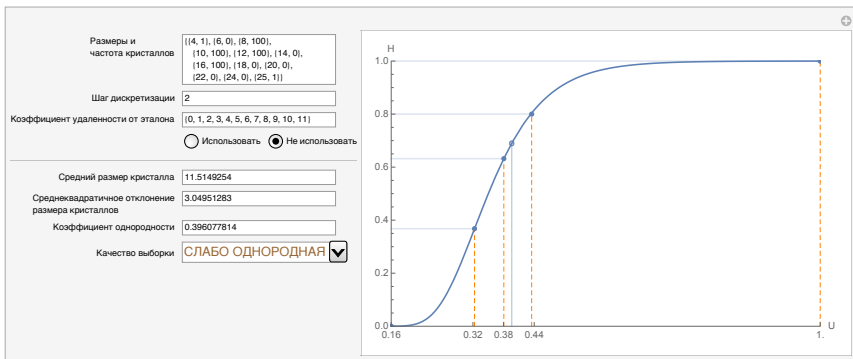 Размеры и
частота кристаллов
{{4, 1}, {6, 0}, {8, 100},
{10, 100}, {12, 100}, {14, 0},
{16, 100}, {18, 0}, {20, 0},
{22, 0}, {24, 0}, {25, 1}}
Шаг дискретизации
2
Коэффициент удаленности от эталона
{0, 1, 2, 3, 4, 5, 6, 7, 8, 9, 10, 11}
Использовать Не использовать
Средний размер кристалла
11.5149254
Среднеквадратичное отклонение
размера кристаллов
3.04951283
Коэффициент однородности
0.396077814
Качество выборки
СЛАБО ОДНОРОДНАЯ
H
1.0
0.8
0.6
0.4
0.2
0.0
0.16 0.32 0.38 0.44 1.
U